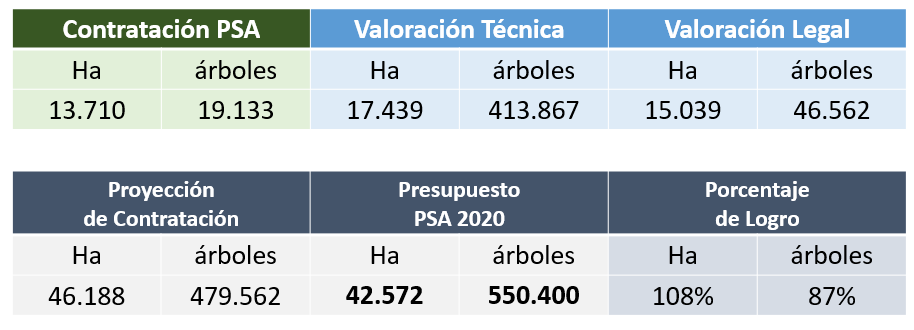 Contratación PSA Valoración Técnica Valoración Legal
Ha árboles Ha árboles Ha árboles
13.710 19.133 17.439 413.867 15.039 46.562
Proyección Presupuesto Porcentaje
de Contratación PSA 2020 de Logro
Ha árboles Ha árboles Ha árboles
46.188 479.562 42.572 550.400 108% 87%